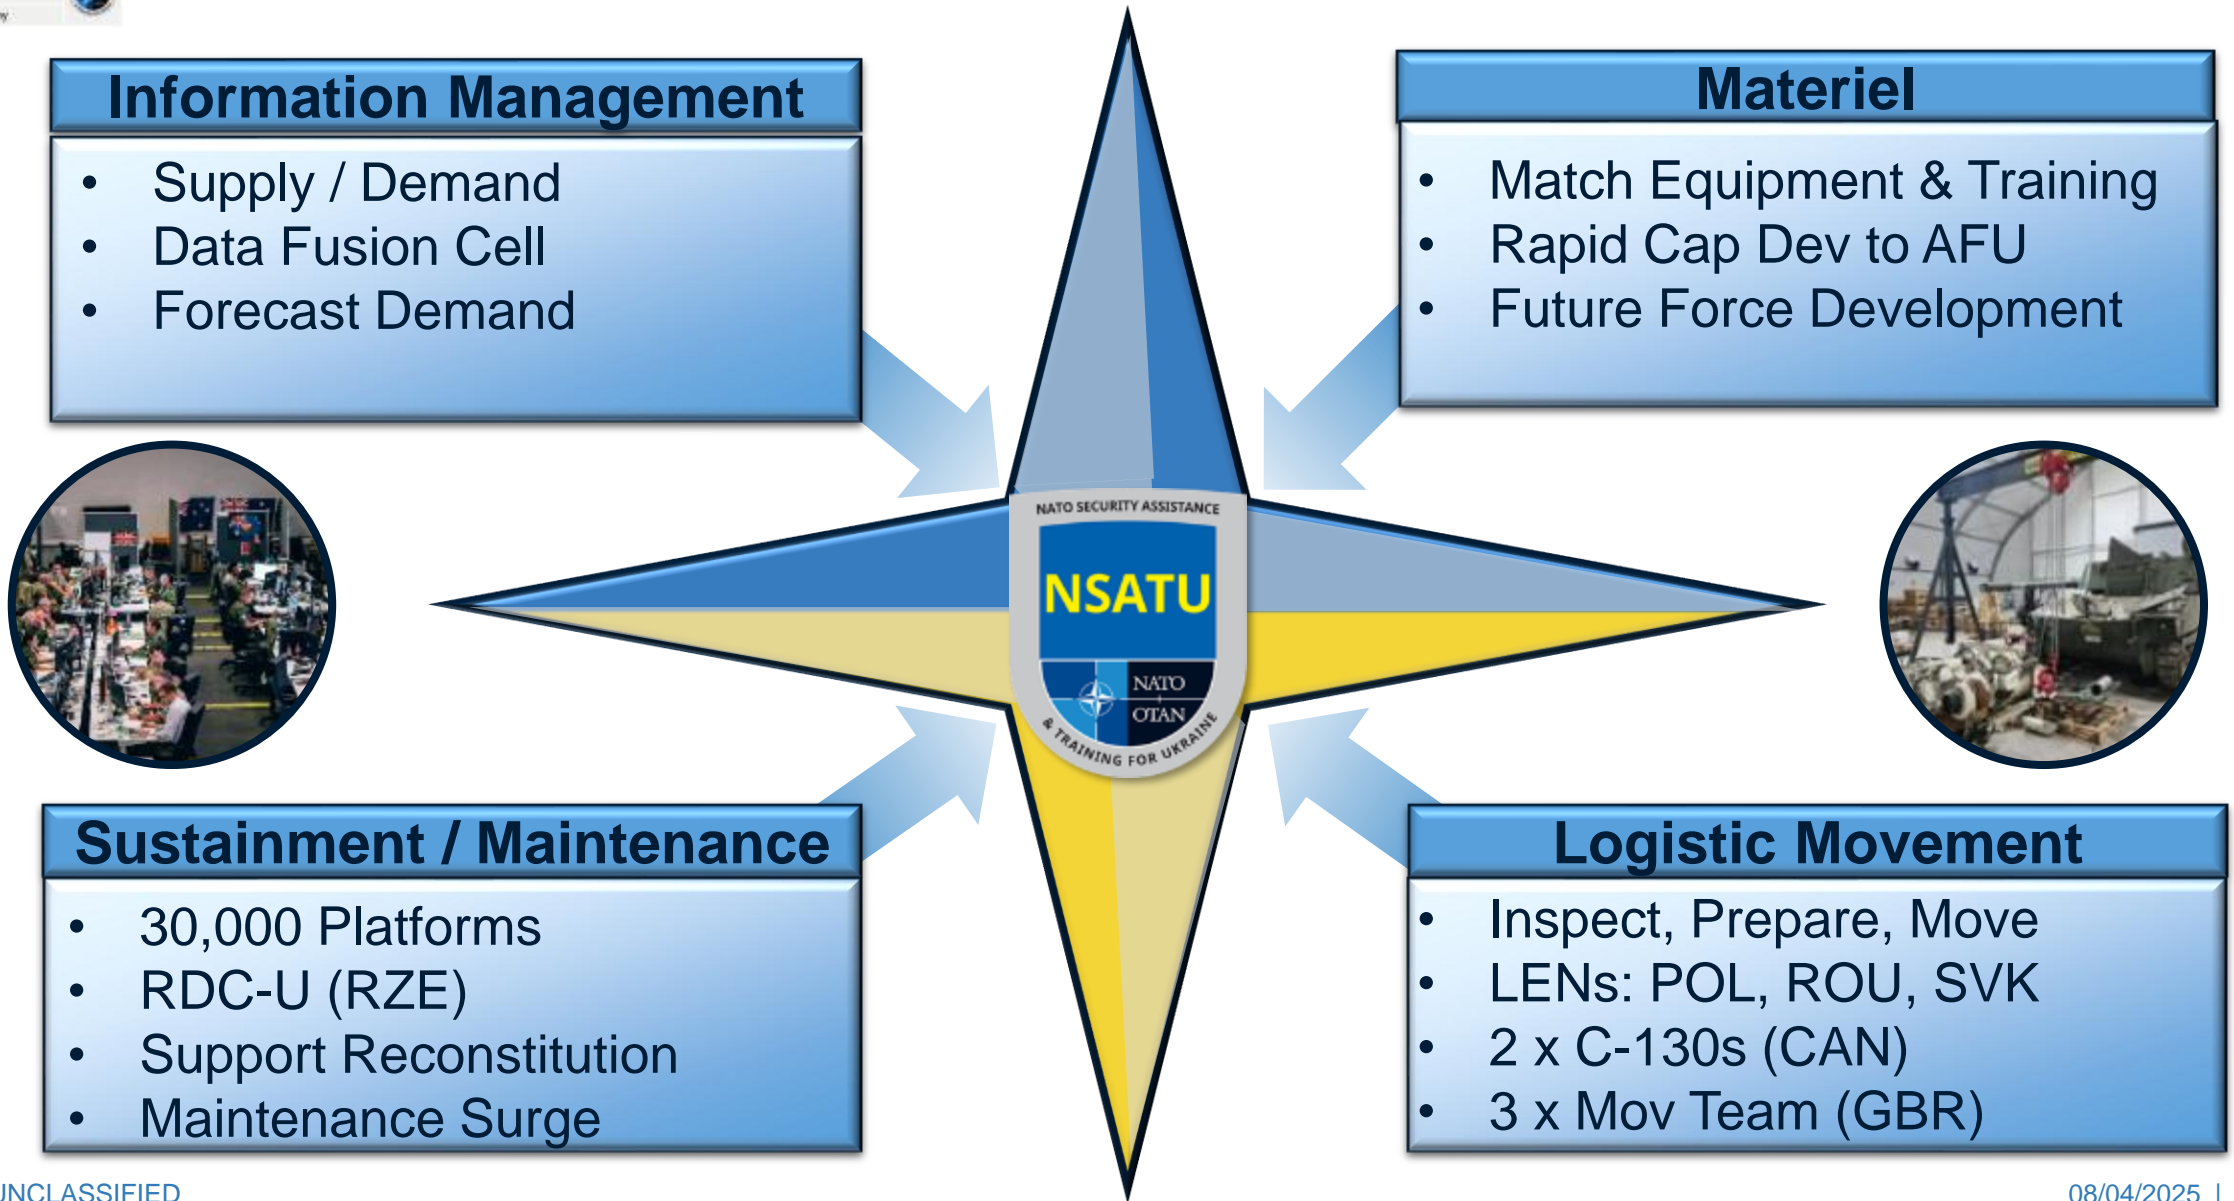 Information Management
• Supply / Demand
• Data Fusion Cell
• Forecast Demand
Materiel
• Match Equipment & Training
• Rapid Cap Dev to AFU
• Future Force Development
NATO SECURITY ASSISTANCE
NSATU
NATO
OTAN
& TRAINING FOR UKRAINE
Sustainment / Maintenance
• 30,000 Platforms
• RDC-U (RZE)
• Support Reconstitution
• Maintenance Surge
Logistic Movement
• Inspect, Prepare, Move
• LENs: POL, ROU, SVK
• 2 x C-130s (CAN)
• 3 x Mov Team (GBR)
UNCLASSIFIED
08/04/2025 |